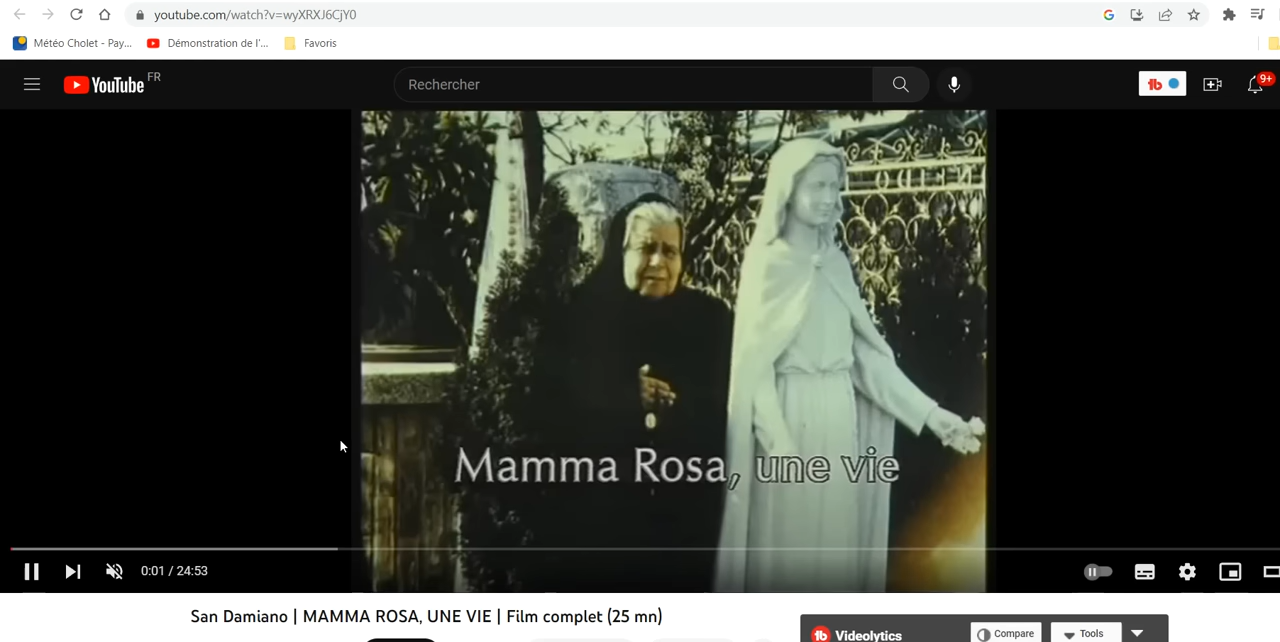 youtube.com/watch?v=wyXRXJ6CjY0
Météo Cholet - Pay... Démonstration de l'... Favoris
YouTube FR
Rechercher
9+
Mamma Rosa, une vie
0:01 / 24:53
San Damiano | MAMMA ROSA, UNE VIE | Film complet (25 mn)
Videolytics Compare Tools